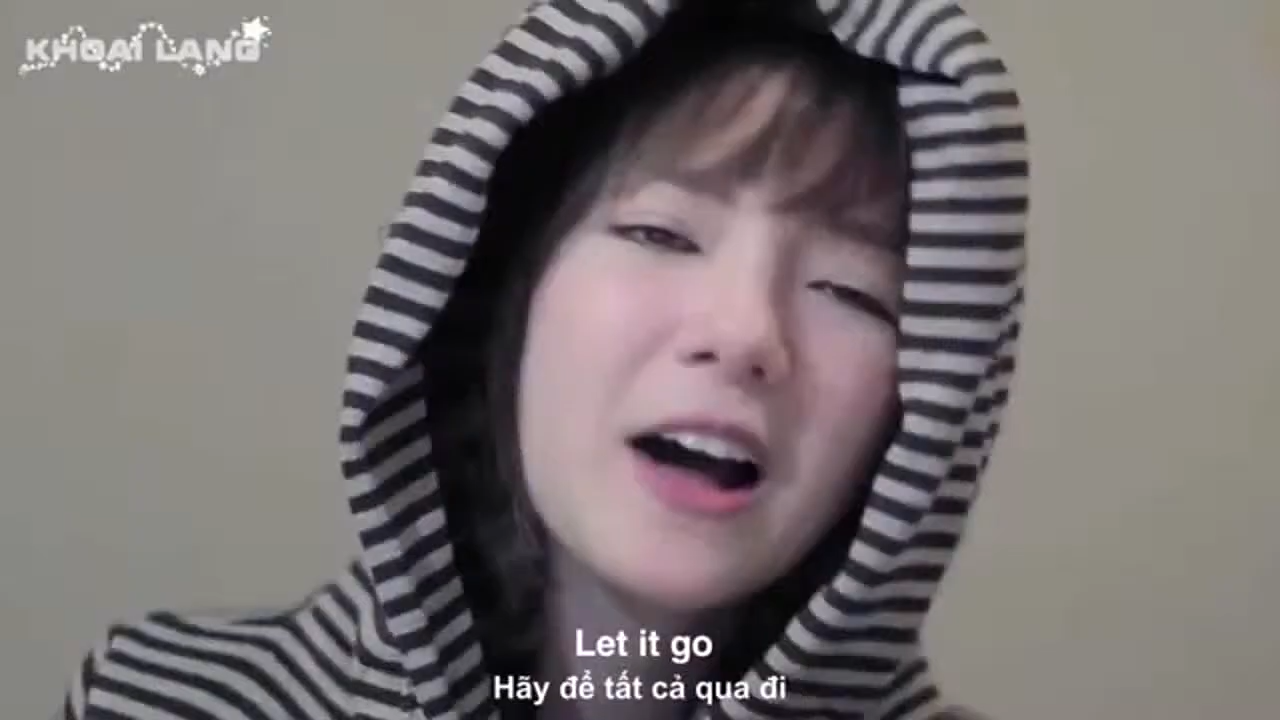 KHOAI LANG
Let it go
Hãy để tất cả qua đi